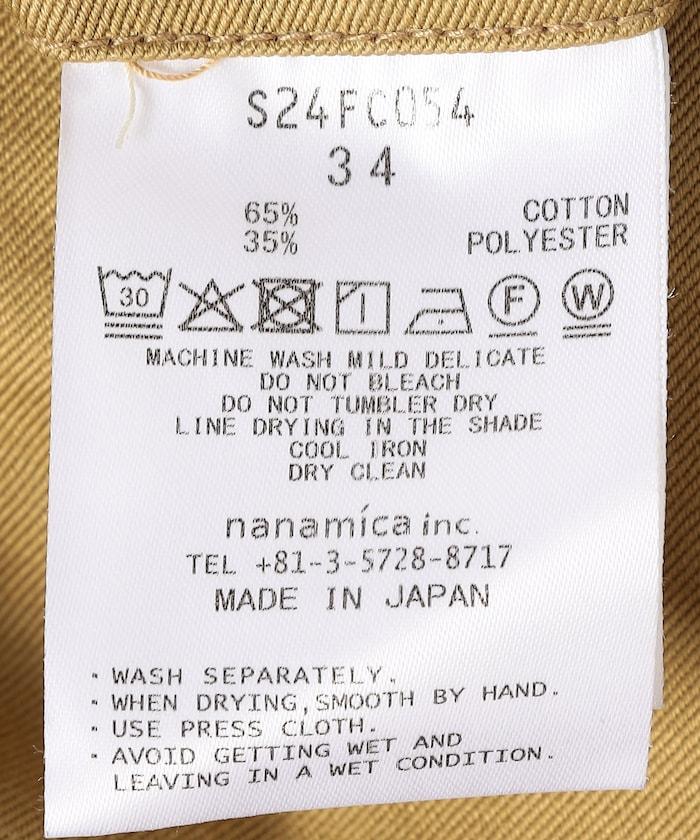 S24FC054
34
65% COTTON
35% POLYESTER
30 F W
MACHINE WASH MILD DELICATE
DO NOT BLEACH
DO NOT TUMBLER DRY
LINE DRYING IN THE SHADE
COOL IRON
DRY CLEAN
nanamica inc.
TEL +81-3-5728-8717
MADE IN JAPAN
・WASH SEPARATELY.
・WHEN DRYING,SMOOTH BY HAND.
・USE PRESS CLOTH.
・AVOID GETTING WET AND
LEAVING IN A WET CONDITION.